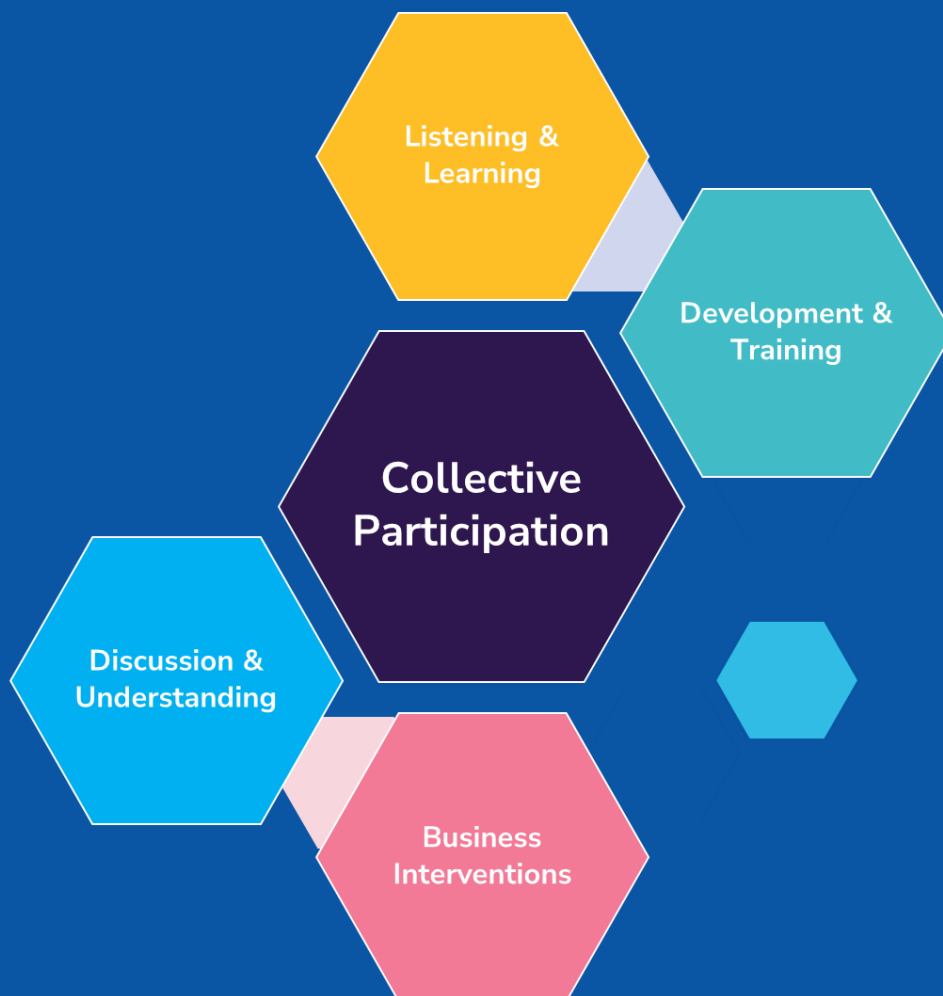 Listening &
Learning
Development &
Training
Collective
Participation
Discussion &
Understanding
Business
Interventions